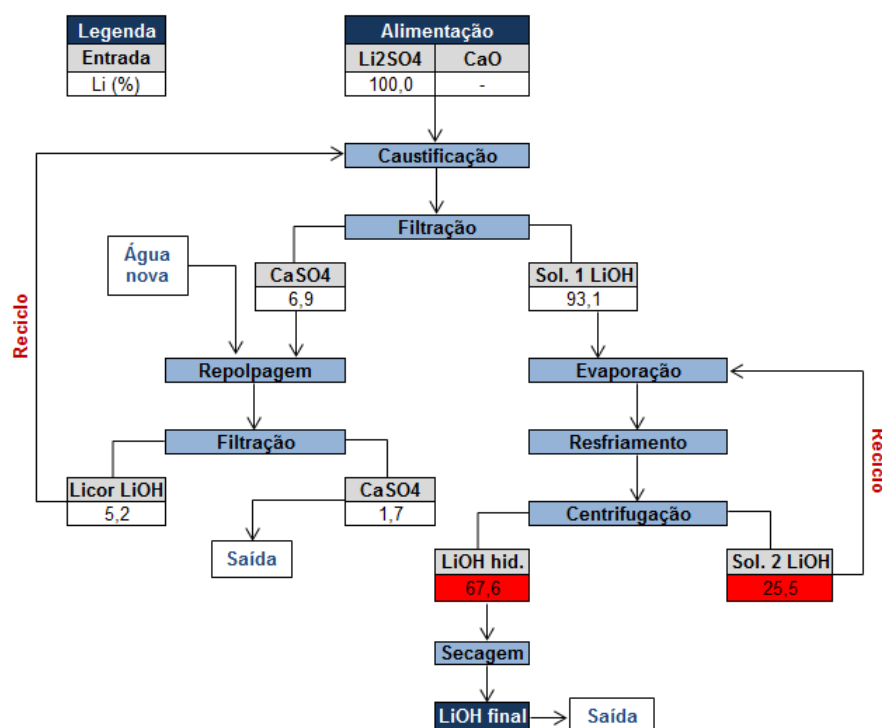 Legenda
Entrada
Li (%)
Alimentação
Li2SO4 CaO
100,0 -
Caustificação
Filtração
Água
nova
CaSO4
6,9
Sol. 1 LiOH
93,1
Reciclo
Repolpagem
Evaporação
Filtração
Resfriamento
Reciclo
Licor LiOH
5,2
CaSO4
1,7
Centrifugação
Saída
LiOH hid.
67,6
Sol. 2 LiOH
25,5
Secagem
LiOH final
Saída